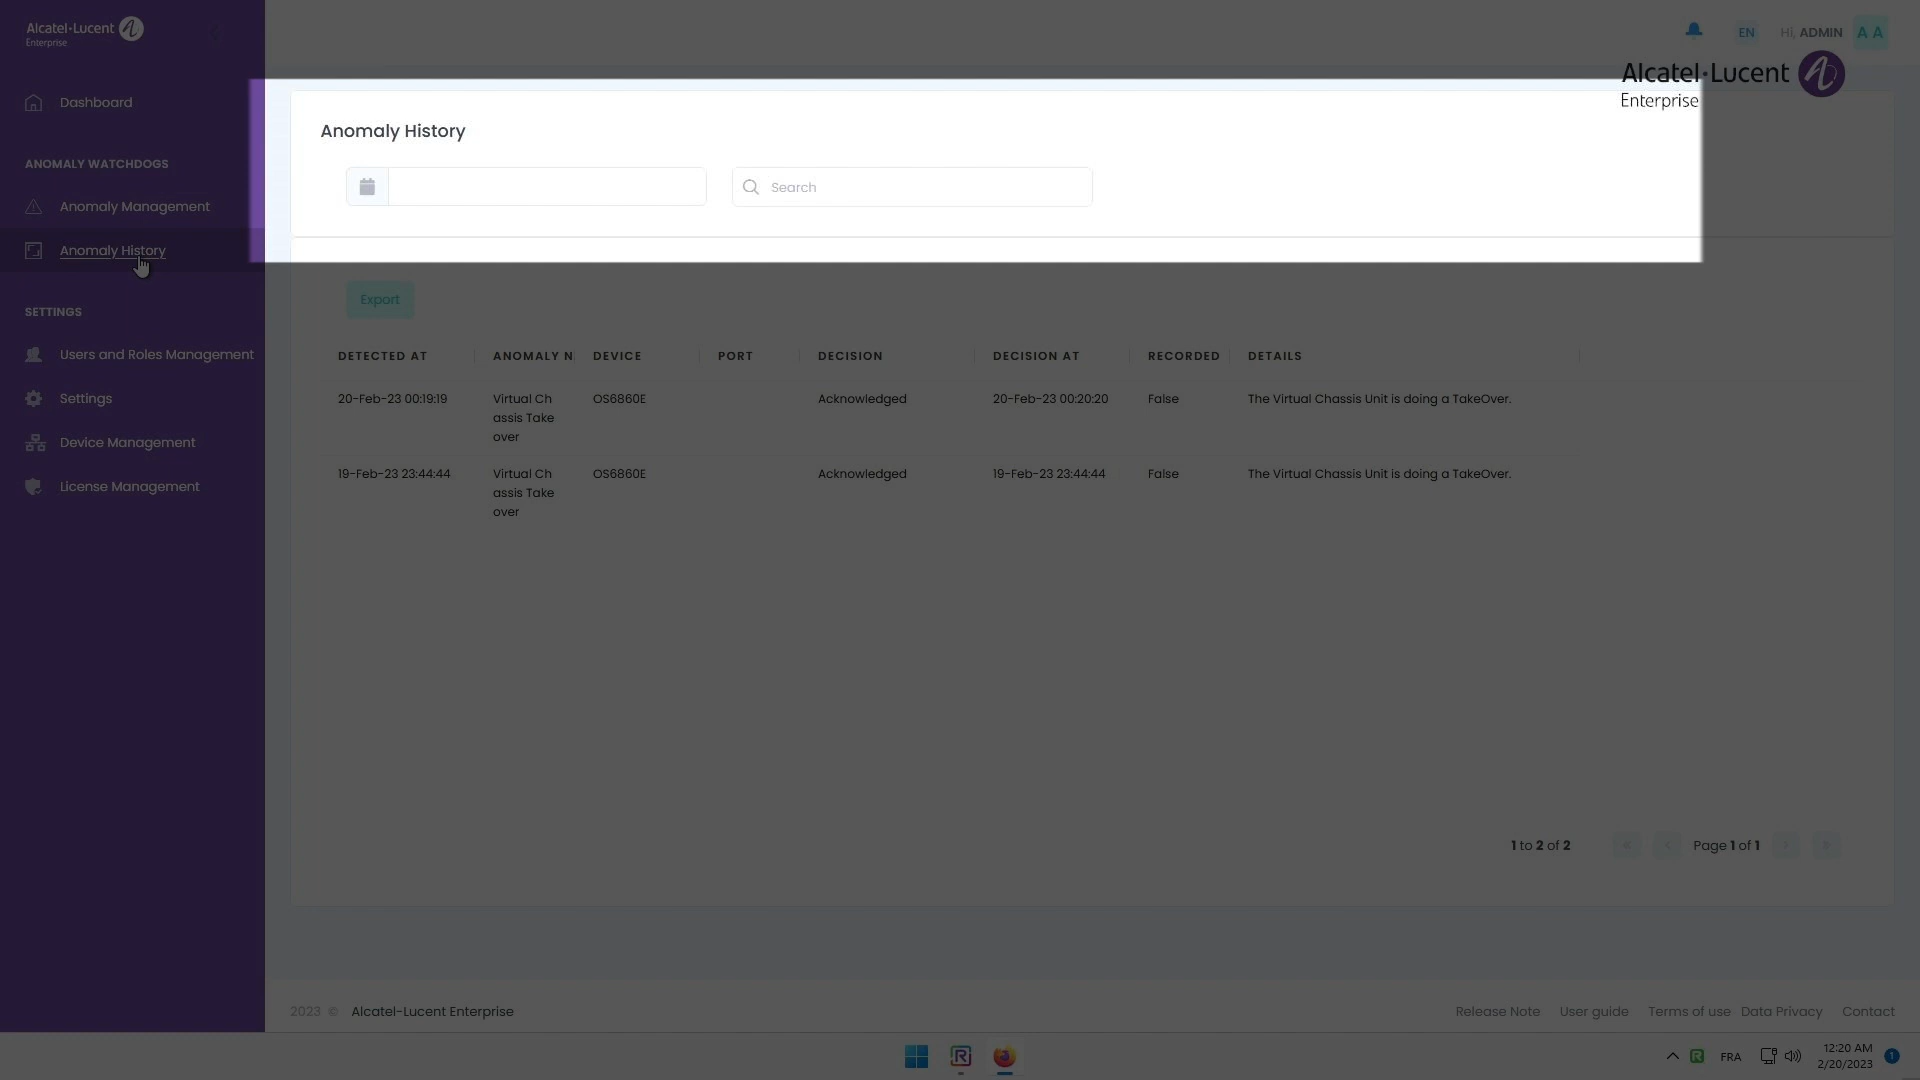 Alcatel·Lucent
Enterprise
EN
Hi, ADMIN
A A
Alcatel·Lucent
Enterprise
Dashboard
ANOMALY WATCHDOGS
Anomaly Management
Anomaly History
SETTINGS
Users and Roles Management
Settings
Device Management
License Management
Anomaly History
Search
Export
DETECTED AT ANOMALY N DEVICE PORT DECISION DECISION AT RECORDED DETAILS
20-Feb-23 00:19:19 Virtual Ch OS6860E Acknowledged 20-Feb-23 00:20:20 False The Virtual Chassis Unit is doing a TakeOver.
assis Take
over
19-Feb-23 23:44:44 Virtual Ch OS6860E Acknowledged 19-Feb-23 23:44:44 False The Virtual Chassis Unit is doing a TakeOver.
assis Take
over
1 to 2 of 2 Page 1 of 1
2023 © Alcatel-Lucent Enterprise
Release Note User guide Terms of use Data Privacy Contact
FRA
12:20 AM
2/20/2023
1